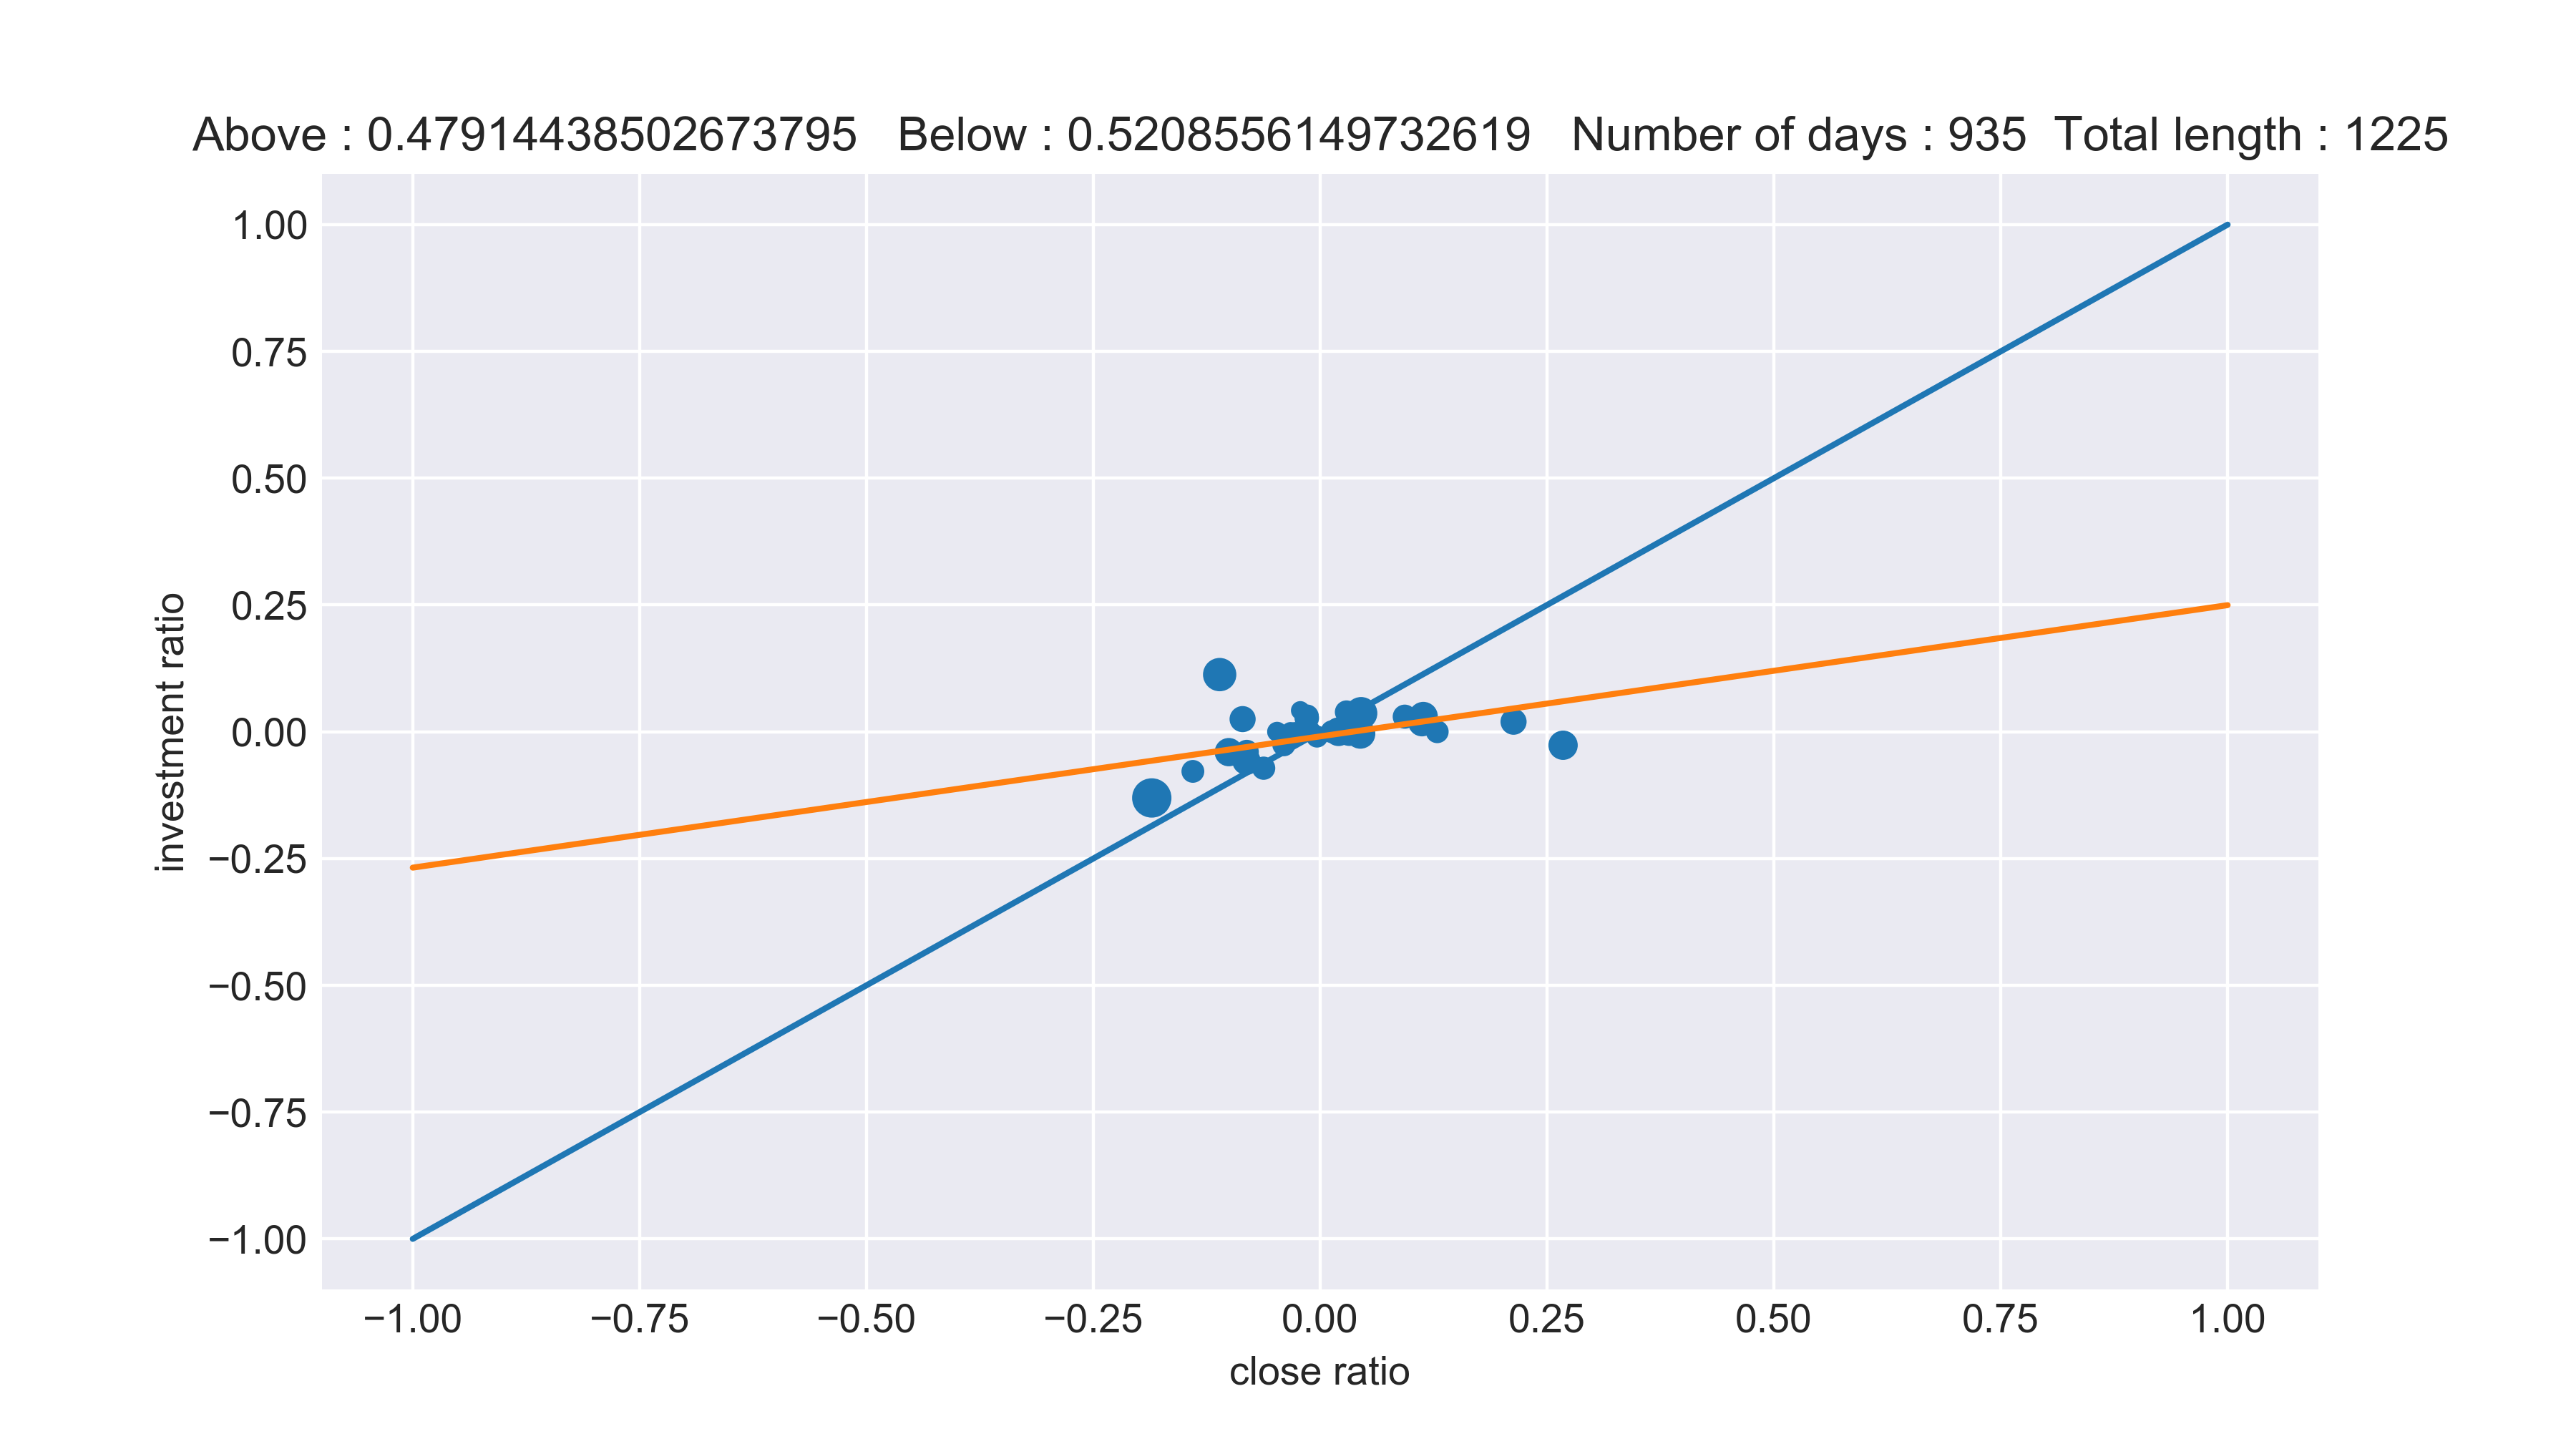 Above : 0.479144385026737​95   Below : 0.5208556149732619   Number of days : 935  Total length : 1225
1.00
0.75
0.50
0.25
0.00
−0.25
−0.50
−0.75
−1.00
investment ratio
−1.00 −0.75 −0.50 −0.25 0.00 0.25 0.50 0.75 1.00
close ratio